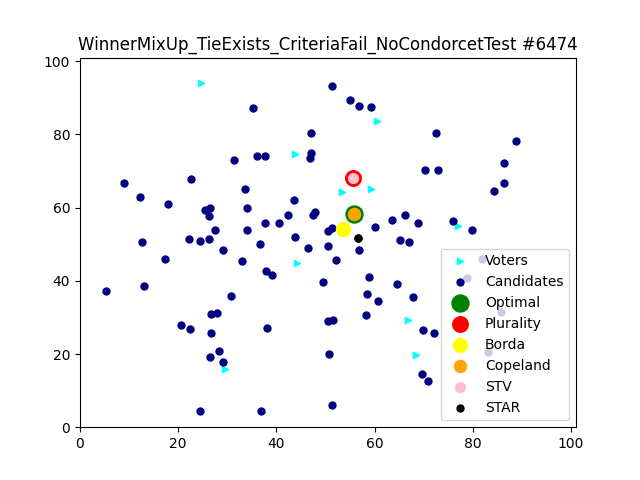 WinnerMixUp_TieExists_CriteriaFail_NoCondorcetTest #6474
100
80
60
40
20
0
0 20 40 60 80 100
Voters
Candidates
Optimal
Plurality
Borda
Copeland
STV
STAR